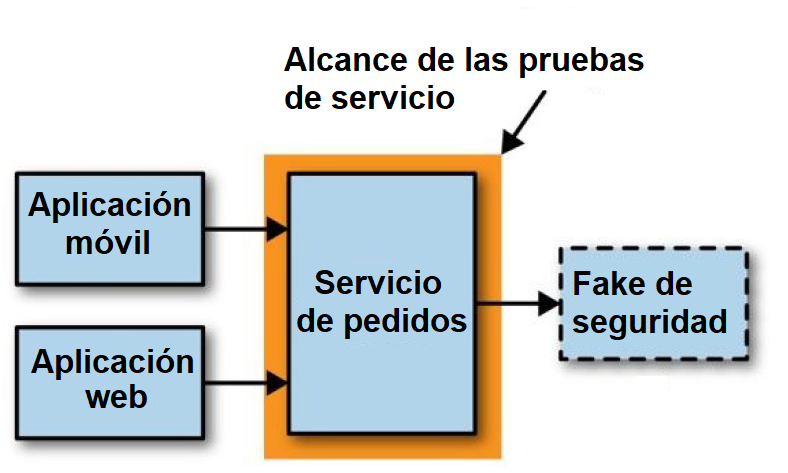 Alcance de las pruebas
de servicio
Aplicación
móvil
Servicio
de pedidos
Fake de
seguridad
Aplicación
web